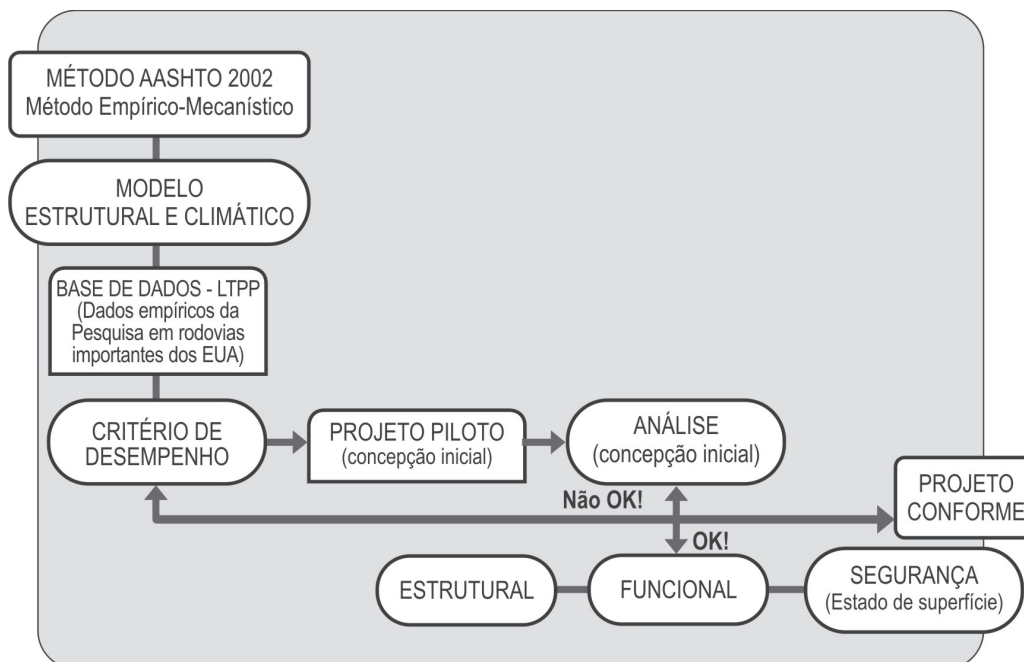 MÉTODO AASHTO 2002
Método Empírico-Mecanístico
MODELO
ESTRUTURAL E CLIMÁTICO
BASE DE DADOS - LTPP
(Dados empíricos da
Pesquisa em rodovias
importantes dos EUA)
CRITÉRIO DE
DESEMPENHO
PROJETO PILOTO
(concepção inicial)
ANÁLISE
(concepção inicial)
Não OK!
OK!
PROJETO
CONFORME
ESTRUTURAL
FUNCIONAL
SEGURANÇA
(Estado de superfície)